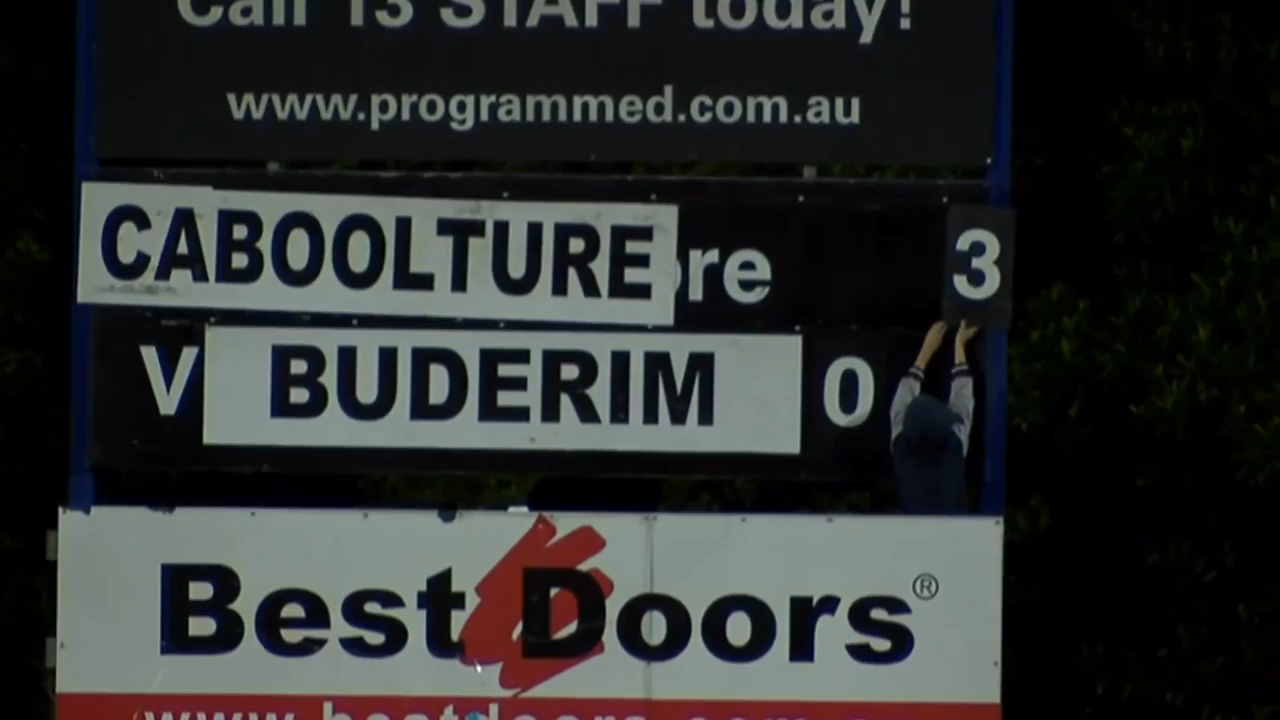 Call 13 STAFF today!
www.programmed.com.au
CABOOLTURE re 3
V BUDERIM 0
Best Doors®
www.bestdoors.com.a